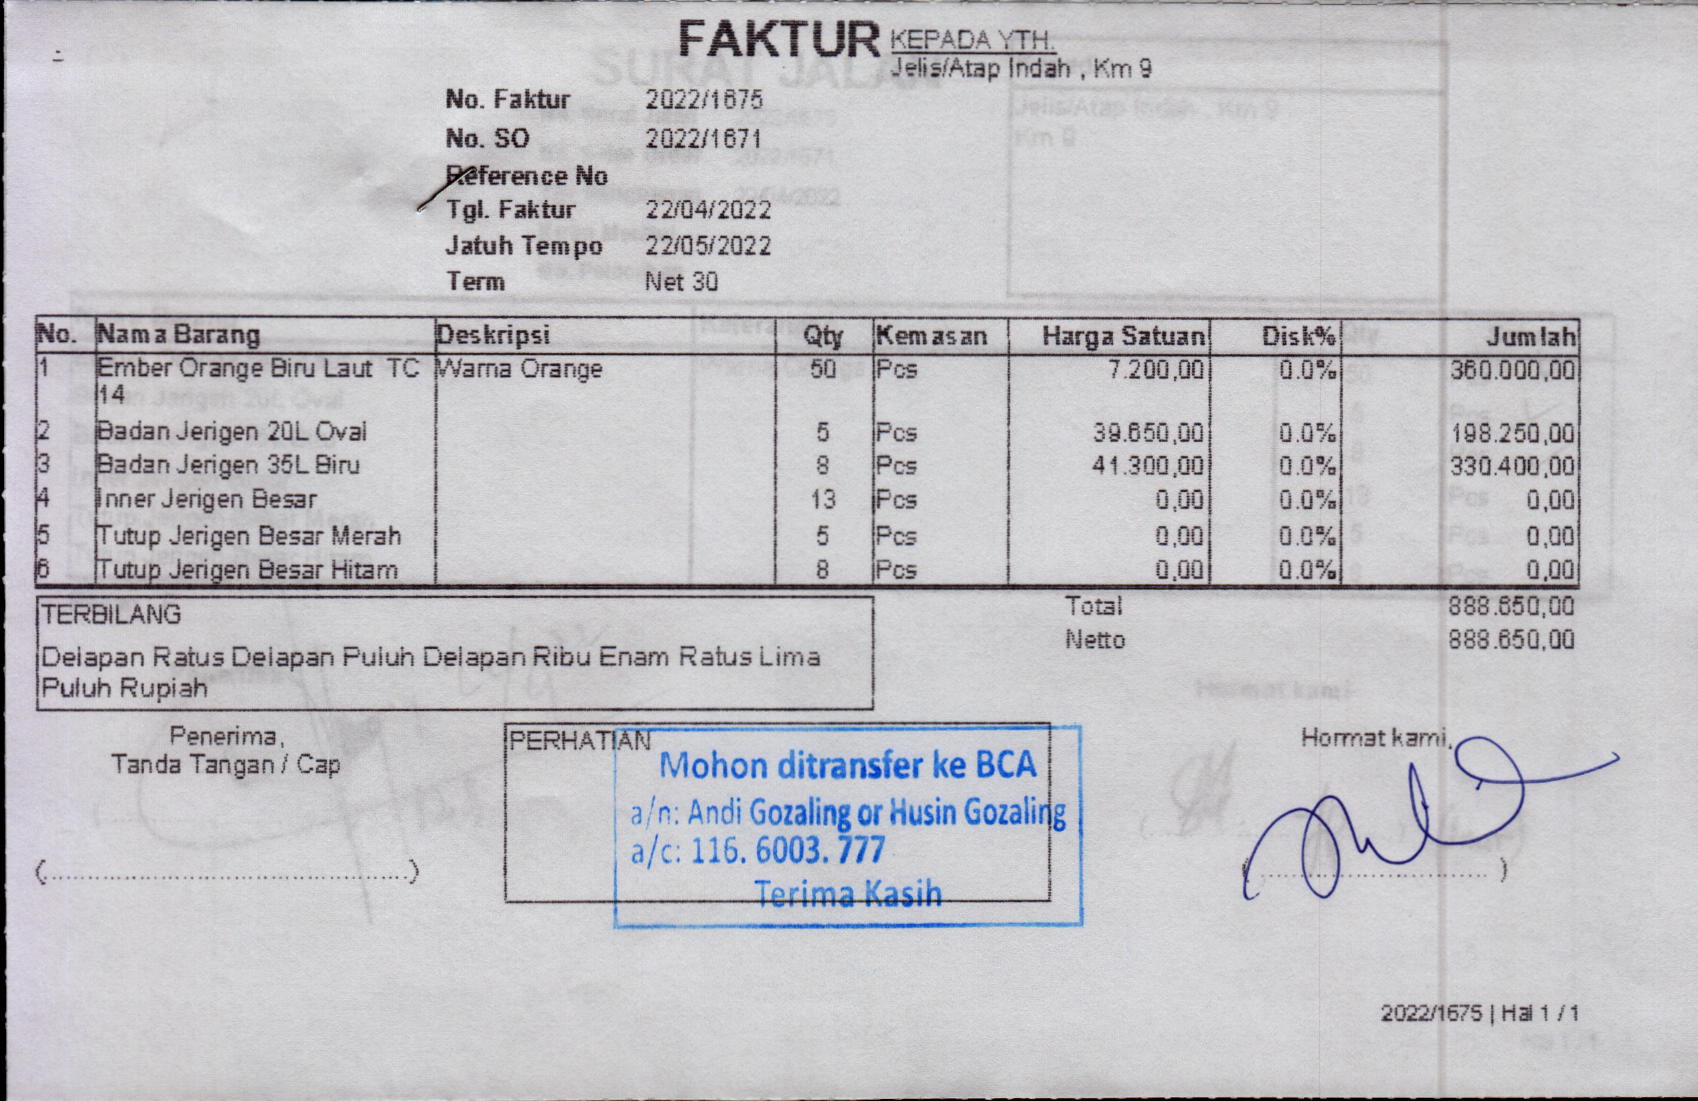 FAKTUR
KEPADA YTH.
Jelis/Atap Indah , Km 9
No. Faktur 2022/1675
No. SO 2022/1671
Reference No
Tgl. Faktur 22/04/2022
Jatuh Tempo 22/05/2022
Term Net 30
No. Nama Barang Deskripsi Qty Kemasan Harga Satuan Disk% Jumlah
1 Ember Orange Biru Laut TC Warna Orange 50 Pcs 7.200,00 0.0% 360.000,00
14
2 Badan Jerigen 20L Oval 5 Pcs 39.650,00 0.0% 198.250,00
3 Badan Jerigen 35L Biru 8 Pcs 41.300,00 0.0% 330.400,00
4 Inner Jerigen Besar 13 Pcs 0,00 0.0% 0,00
5 Tutup Jerigen Besar Merah 5 Pcs 0,00 0.0% 0,00
6 Tutup Jerigen Besar Hitam 8 Pcs 0,00 0.0% 0,00
Total 888.650,00
Netto 888.650,00
TERBILANG
Delapan Ratus Delapan Puluh Delapan Ribu Enam Ratus Lima
Puluh Rupiah
Penerima,
Tanda Tangan / Cap
(............................................)
PERHATIAN
Mohon ditransfer ke BCA
a/n: Andi Gozaling or Husin Gozaling
a/c: 116. 6003. 777
Terima Kasih
Hormat kami,
(............................................)
2022/1675 | Hal 1 / 1